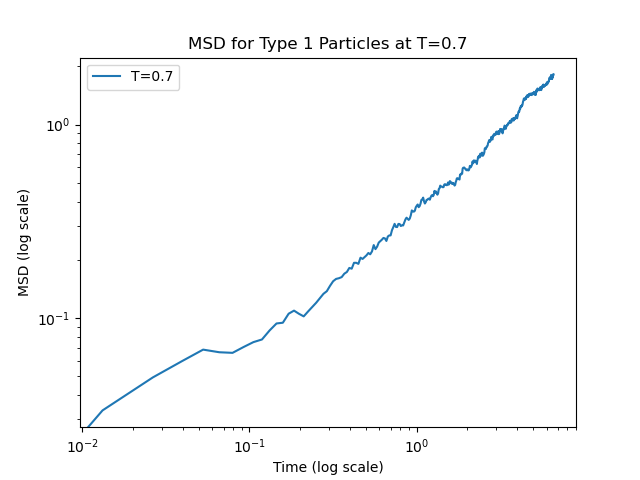 MSD for Type 1 Particles at T=0.7
T=0.7
MSD (log scale)
10⁰
10⁻¹
10⁻² 10⁻¹ 10⁰
Time (log scale)